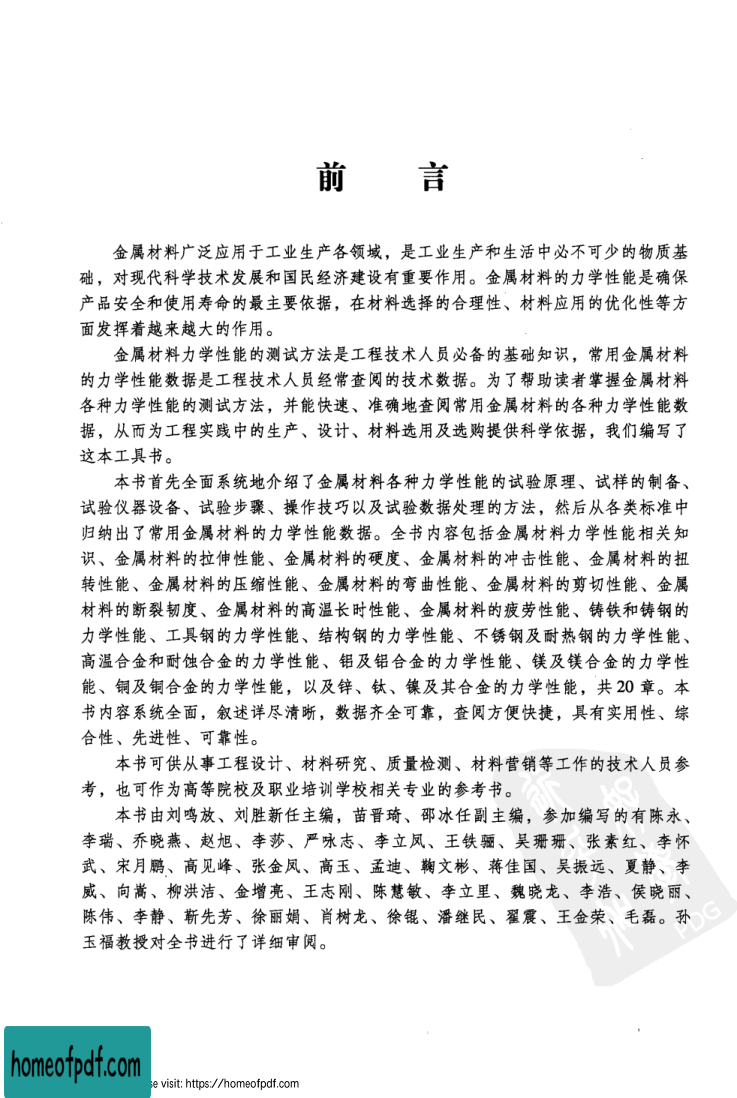 前 言
金属材料广泛应用于工业生产各领域，是工业生产和生活中必不可少的物质基
础，对现代科学技术发展和国民经济建设有重要作用。金属材料的力学性能是确保
产品安全和使用寿命的最主要依据，在材料选择的合理性、材料应用的优化性等方
面发挥着越来越大的作用。
金属材料力学性能的测试方法是工程技术人员必备的基础知识，常用金属材料
的力学性能数据是工程技术人员经常查阅的技术数据。为了帮助读者掌握金属材料
各种力学性能的测试方法，并能快速、准确地查阅常用金属材料的各种力学性能数
据，从而为工程实践中的生产、设计、材料选用及选购提供科学依据，我们编写了
这本工具书。
本书首先全面系统地介绍了金属材料各种力学性能的试验原理、试样的制备、
试验仪器设备、试验步骤、操作技巧以及试验数据处理的方法，然后从各类标准中
归纳出了常用金属材料的力学性能数据。全书内容包括金属材料力学性能相关知
识、金属材料的拉伸性能、金属材料的硬度、金属材料的冲击性能、金属材料的扭
转性能、金属材料的压缩性能、金属材料的弯曲性能、金属材料的剪切性能、金属
材料的断裂韧度、金属材料的高温长时性能、金属材料的疲劳性能、铸铁和铸钢的
力学性能、工具钢的力学性能、结构钢的力学性能、不锈钢及耐热钢的力学性能、
高温合金和耐蚀合金的力学性能、铝及铝合金的力学性能、镁及镁合金的力学性
能、铜及铜合金的力学性能，以及锌、钛、镍及其合金的力学性能，共 20 章。本
书内容系统全面，叙述详尽清晰，数据齐全可靠，查阅方便快捷，具有实用性、综
合性、先进性、可靠性。
本书可供从事工程设计、材料研究、质量检测、材料营销等工作的技术人员参
考，也可作为高等院校及职业培训学校相关专业的参考书。
本书由刘鸣放、刘胜新任主编，苗晋琦、邵冰任副主编，参加编写的有陈永、
李瑞、乔晓燕、赵旭、李莎、严咏志、李立凤、王铁骊、吴珊珊、张素红、李怀
武、宋月鹏、高见峰、张金凤、高玉、孟迪、鞠文彬、蒋佳国、吴振远、夏静、李
威、向嵩、柳洪洁、金增亮、王志刚、陈慧敏、李立里、魏晓龙、李浩、侯晓丽、
陈伟、李静、靳先芳、徐丽娟、肖树龙、徐锟、潘继民、翟震、王金荣、毛磊。孙
玉福教授对全书进行了详细审阅。
PDG
homeofpdf.com
se visit: https://homeofpdf.com